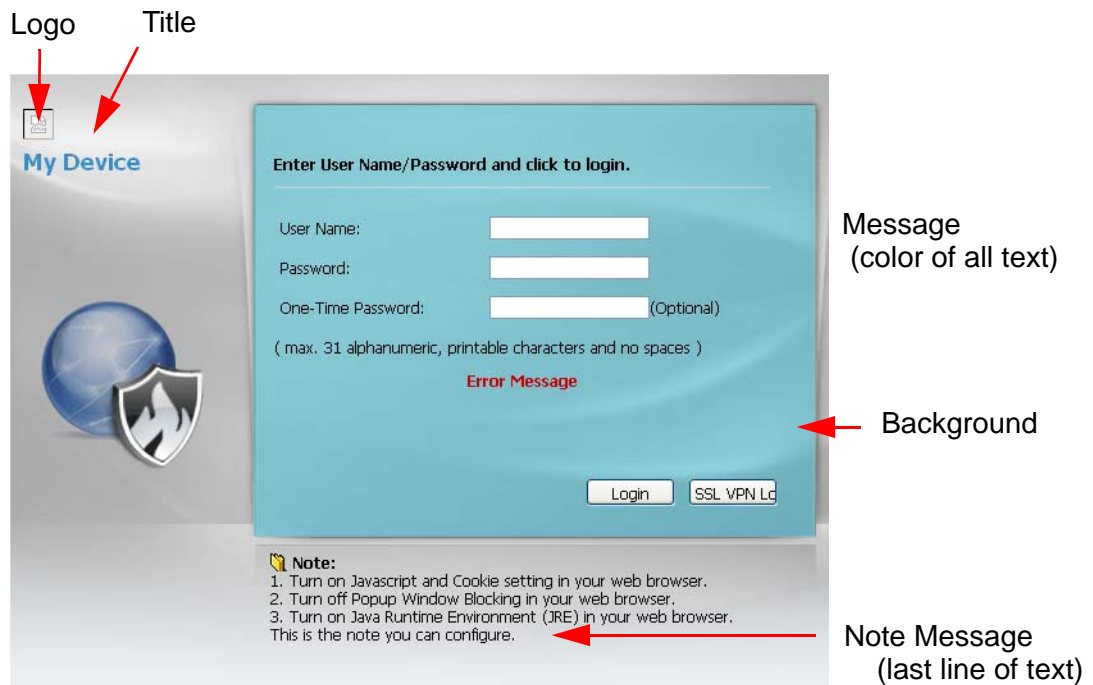 Logo Title
My Device
Enter User Name/Password and click to login.
User Name:
Message
(color of all text)
Password:
One-Time Password: (Optional)
( max. 31 alphanumeric, printable characters and no spaces )
Error Message
Background
Login SSL VPN Lo
Note:
1. Turn on Javascript and Cookie setting in your web browser.
2. Turn off Popup Window Blocking in your web browser.
3. Turn on Java Runtime Environment (JRE) in your web browser.
This is the note you can configure.
Note Message
(last line of text)